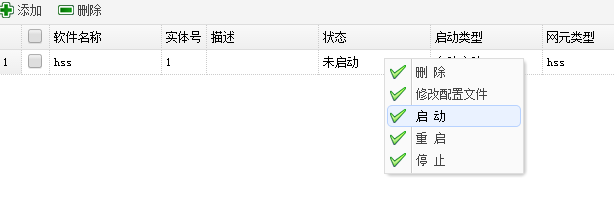 添加 删除
软件名称 实体号 描述 状态 启动类型 网元类型
1 hss 1 未启动 hss
删 除
修改配置文件
启 动
重 启
停 止